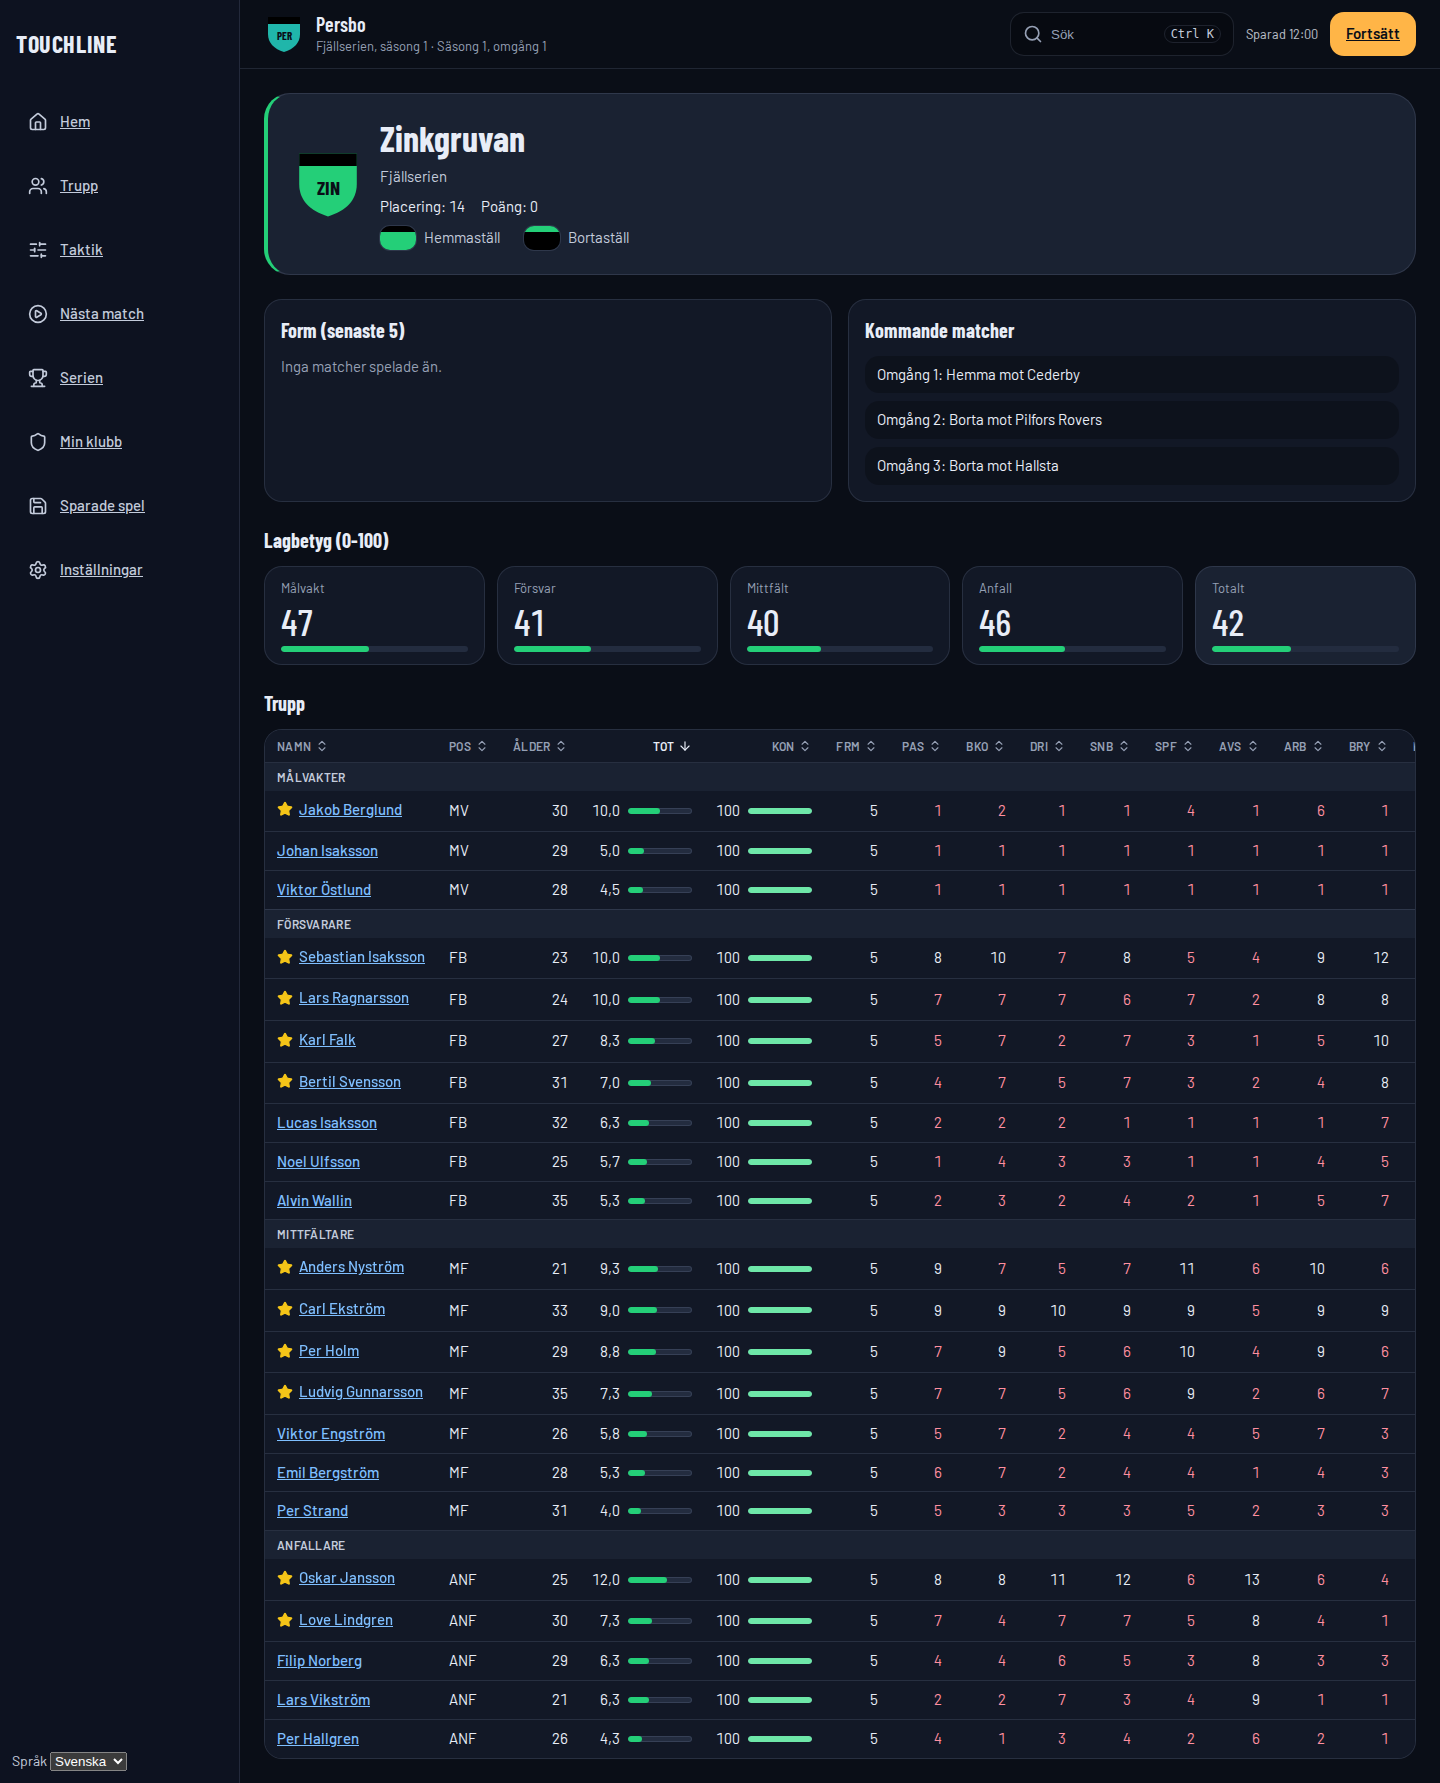 TOUCHLINE
Hem
Trupp
Taktik
Nästa match
Serien
Min klubb
Sparade spel
Inställningar
Språk Svenska
PER
Persbo
Fjällserien, säsong 1 · Säsong 1, omgång 1
Sök Ctrl K
Sparad 12:00
Fortsätt
ZIN
Zinkgruvan
Fjällserien
Placering: 14 Poäng: 0
Hemmaställ Bortaställ
Form (senaste 5)
Inga matcher spelade än.
Kommande matcher
Omgång 1: Hemma mot Cederby
Omgång 2: Borta mot Pilfors Rovers
Omgång 3: Borta mot Hallsta
Lagbetyg (0-100)
Målvakt
47
Försvar
41
Mittfält
40
Anfall
46
Totalt
42
Trupp
NAMN POS ÅLDER TOT KON FRM PAS BKO DRI SNB SPF AVS ARB BRY
MÅLVAKTER
Jakob Berglund MV 30 10,0 100 5 1 2 1 1 4 1 6 1
Johan Isaksson MV 29 5,0 100 5 1 1 1 1 1 1 1 1
Viktor Östlund MV 28 4,5 100 5 1 1 1 1 1 1 1 1
FÖRSVARARE
Sebastian Isaksson FB 23 10,0 100 5 8 10 7 8 5 4 9 12
Lars Ragnarsson FB 24 10,0 100 5 7 7 7 6 7 2 8 8
Karl Falk FB 27 8,3 100 5 5 7 2 7 3 1 5 10
Bertil Svensson FB 31 7,0 100 5 4 7 5 7 3 2 4 8
Lucas Isaksson FB 32 6,3 100 5 2 2 2 1 1 1 1 7
Noel Ulfsson FB 25 5,7 100 5 1 4 3 3 1 1 4 5
Alvin Wallin FB 35 5,3 100 5 2 3 2 4 2 1 5 7
MITTFÄLTARE
Anders Nyström MF 21 9,3 100 5 9 7 5 7 11 6 10 6
Carl Ekström MF 33 9,0 100 5 9 9 10 9 9 5 9 9
Per Holm MF 29 8,8 100 5 7 9 5 6 10 4 9 6
Ludvig Gunnarsson MF 35 7,3 100 5 7 7 5 6 9 2 6 7
Viktor Engström MF 26 5,8 100 5 5 7 2 4 4 5 7 3
Emil Bergström MF 28 5,3 100 5 6 7 2 4 4 1 4 3
Per Strand MF 31 4,0 100 5 5 3 3 3 5 2 3 3
ANFALLARE
Oskar Jansson ANF 25 12,0 100 5 8 8 11 12 6 13 6 4
Love Lindgren ANF 30 7,3 100 5 7 4 7 7 5 8 4 1
Filip Norberg ANF 29 6,3 100 5 4 4 6 5 3 8 3 3
Lars Vikström ANF 21 6,3 100 5 2 2 7 3 4 9 1 1
Per Hallgren ANF 26 4,3 100 5 4 1 3 4 2 6 2 1